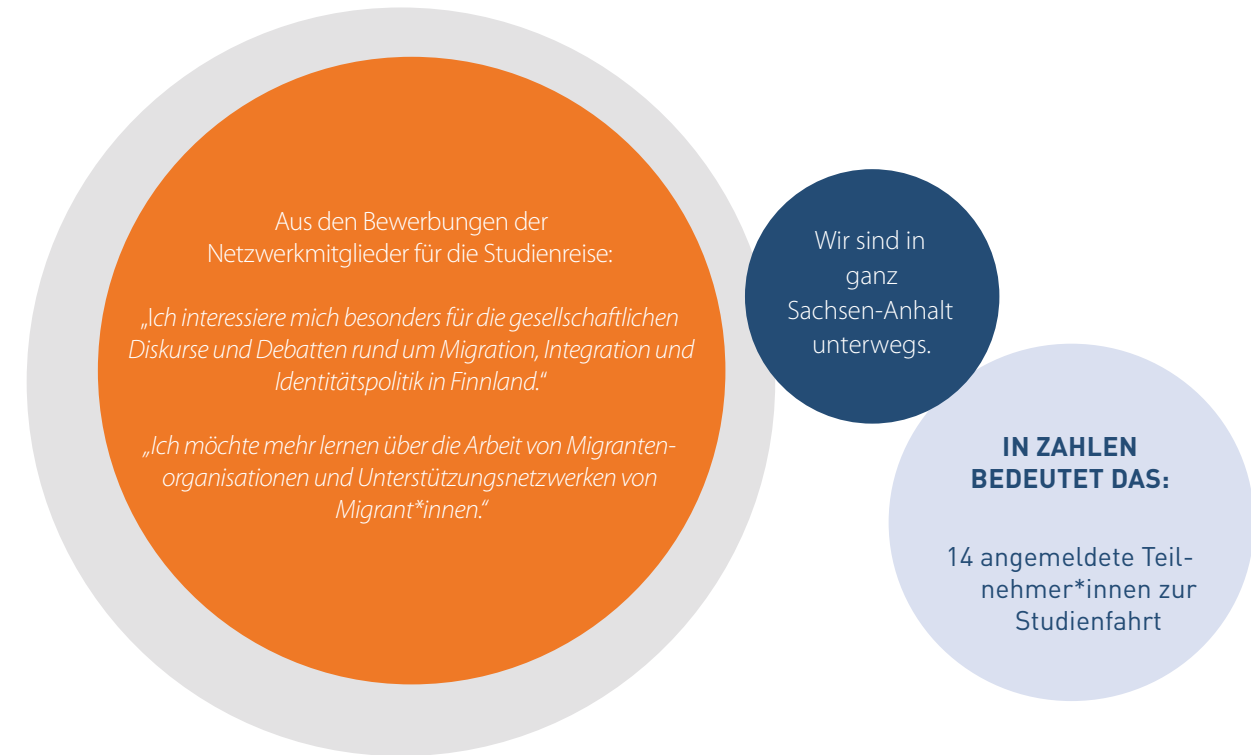 Aus den Bewerbungen der
Netzwerkmitglieder für die Studienreise:
„Ich interessiere mich besonders für die gesellschaftlichen
Diskurse und Debatten rund um Migration, Integration und
Identitätspolitik in Finnland.“
„Ich möchte mehr lernen über die Arbeit von Migranten-
organisationen und Unterstützungsnetzwerken von
Migrant*innen.“
Wir sind in
ganz
Sachsen-Anhalt
unterwegs.
IN ZAHLEN
BEDEUTET DAS:
14 angemeldete Teil-
nehmer*innen zur
Studienfahrt